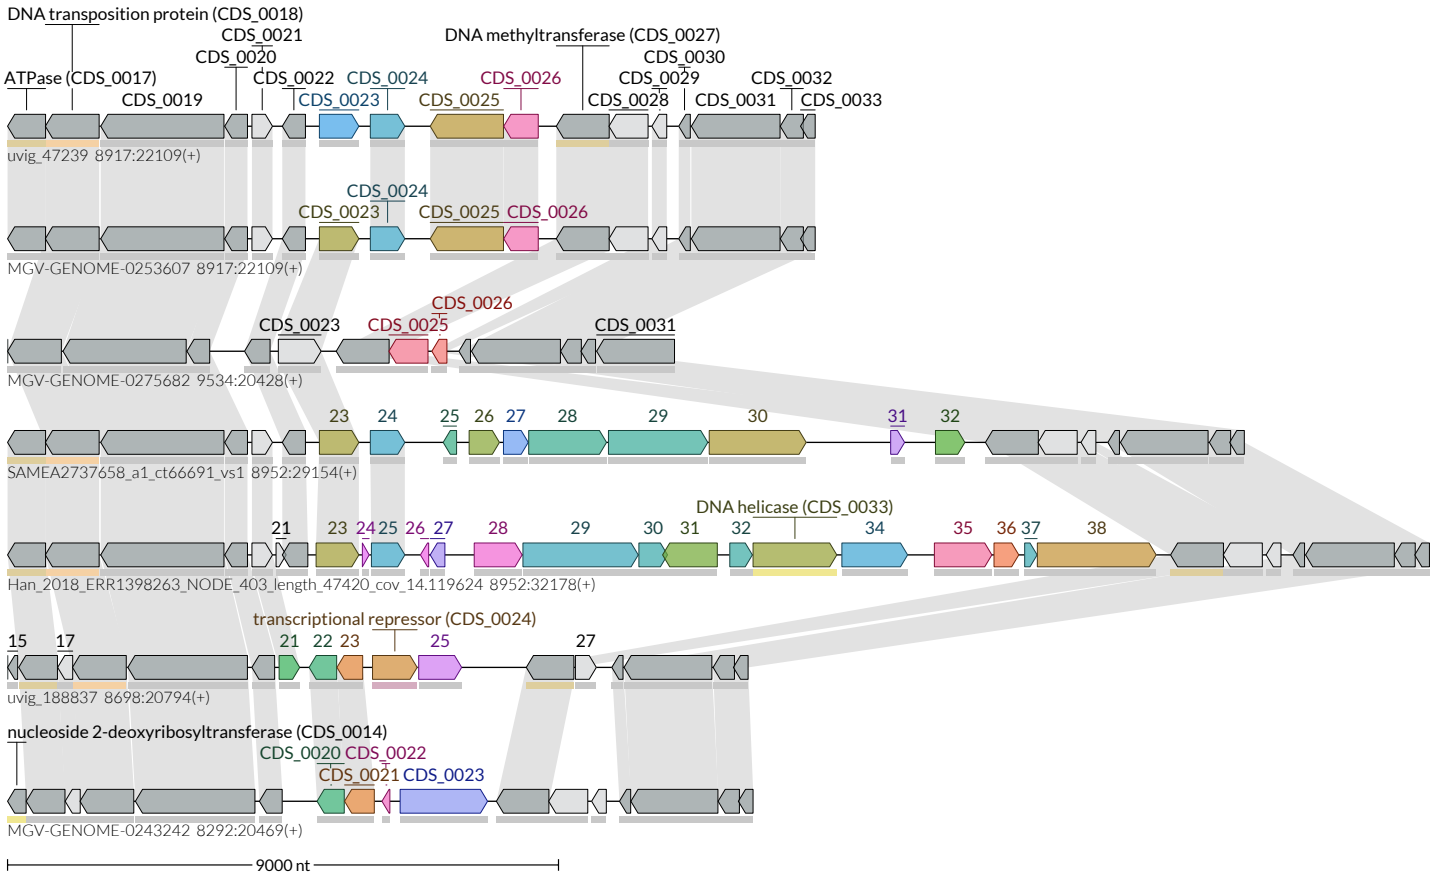 DNA transposition protein (CDS_0018)
CDS_0021 DNA methyltransferase (CDS_0027)
CDS_0020 CDS_0030
ATPase (CDS_0017) CDS_0022 CDS_0024 CDS_0026 CDS_0029 CDS_0032
CDS_0019 CDS_0023 CDS_0025 CDS_0028 CDS_0031 CDS_0033
uvig_47239 8917:22109(+)
CDS_0024
CDS_0023 CDS_0025 CDS_0026
MGV-GENOME-0253607 8917:22109(+)
CDS_0026
CDS_0023 CDS_0025 CDS_0031
MGV-GENOME-0275682 9534:20428(+)
23 24 25 26 27 28 29 30 31 32
SAMEA2737658_a1_ct66691_vs1 8952:29154(+)
DNA helicase (CDS_0033)
21 23 24 25 26 27 28 29 30 31 32 34 35 36 37 38
Han_2018_ERR1398263_NODE_403_length_47420_cov_14.119624 8952:32178(+)
transcriptional repressor (CDS_0024)
15 17 21 22 23 25 27
uvig_188837 8698:20794(+)
nucleoside 2-deoxyribosyltransferase (CDS_0014)
CDS_0020 CDS_0022
CDS_0021 CDS_0023
MGV-GENOME-0243242 8292:20469(+)
9000 nt